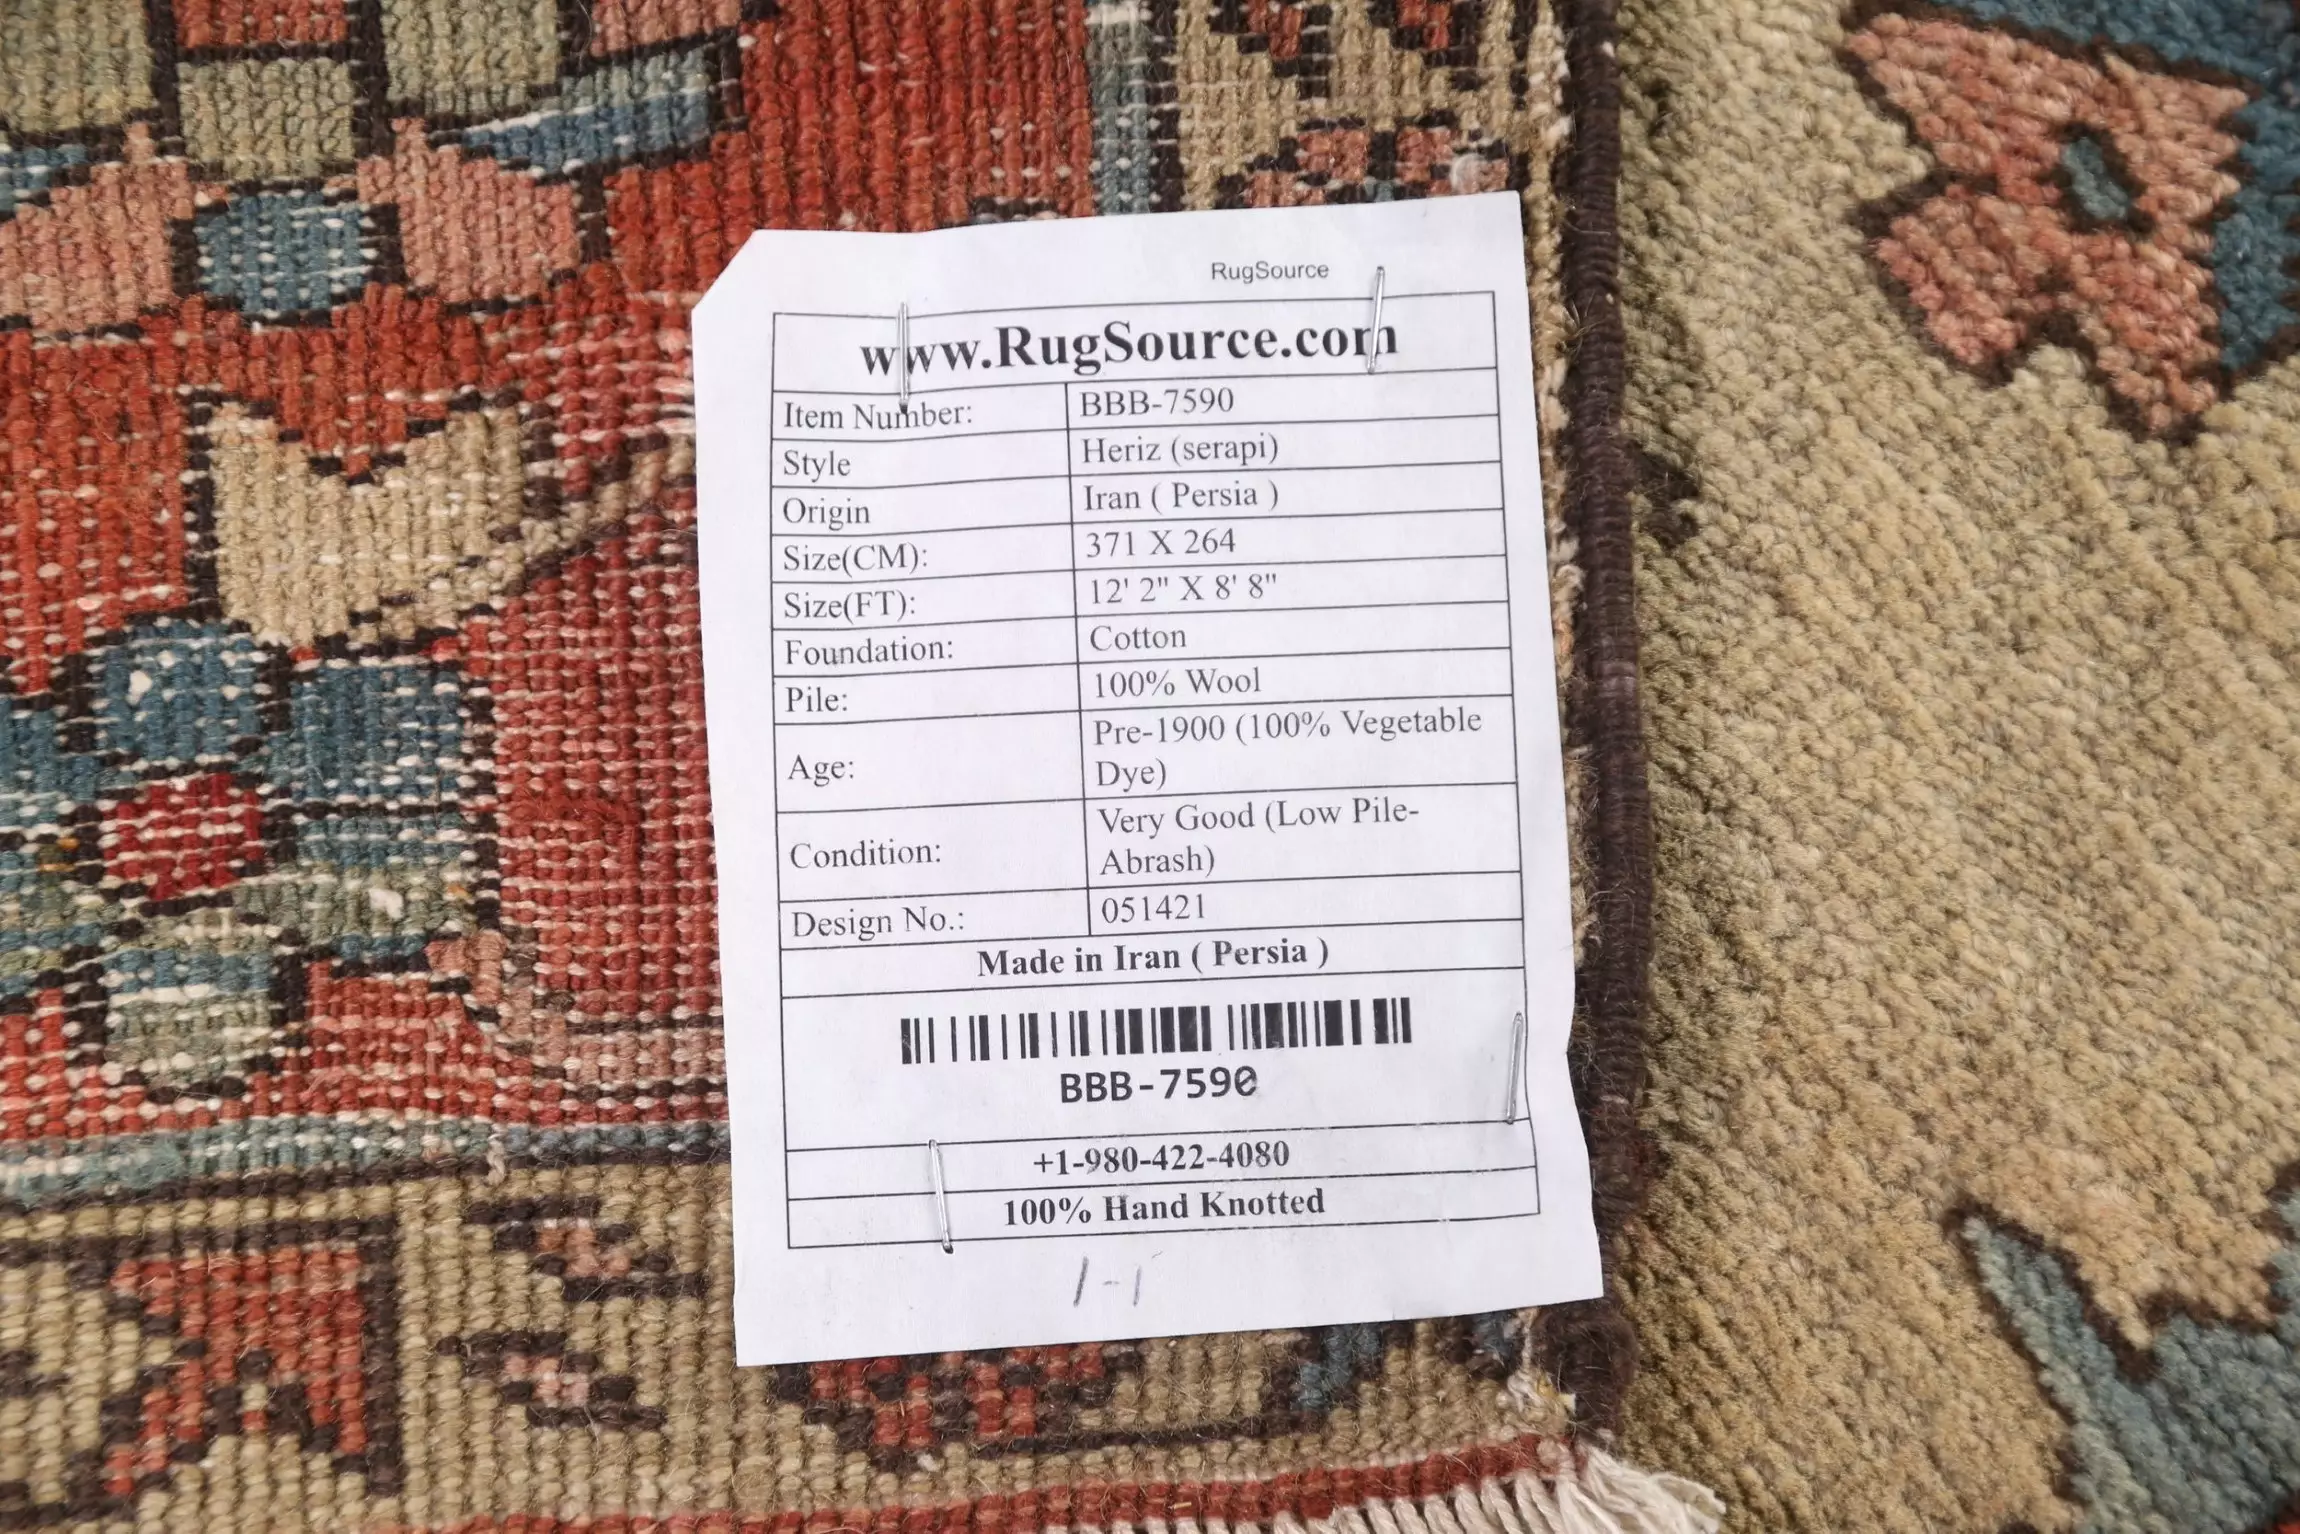 RugSource
www.RugSource.com
Item Number: BBB-7590
Style Heriz (serapi)
Origin Iran ( Persia )
Size(CM): 371 X 264
Size(FT): 12' 2" X 8' 8"
Foundation: Cotton
Pile: 100% Wool
Age: Pre-1900 (100% Vegetable
Dye)
Condition: Very Good (Low Pile-
Abrash)
Design No.: 051421
Made in Iran ( Persia )
BBB-7590
+1-980-422-4080
100% Hand Knotted
1-1